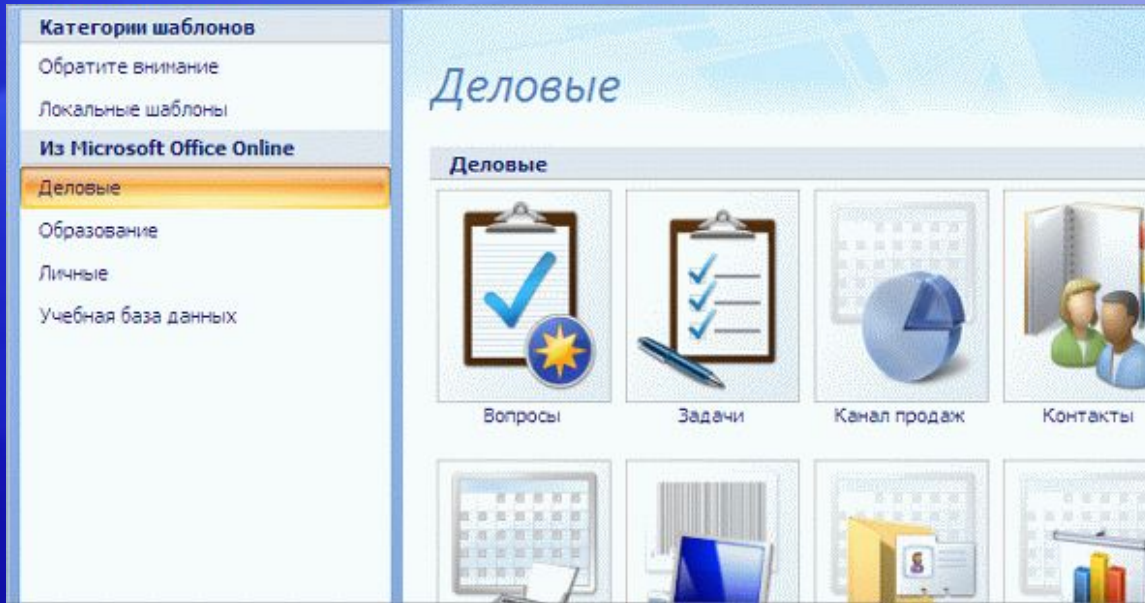 Категории шаблонов
Обратите внимание
Локальные шаблоны
Из Microsoft Office Online
Деловые
Образование
Личные
Учебная база данных
Деловые
Деловые
Вопросы
Задачи
Канал продаж
Контакты